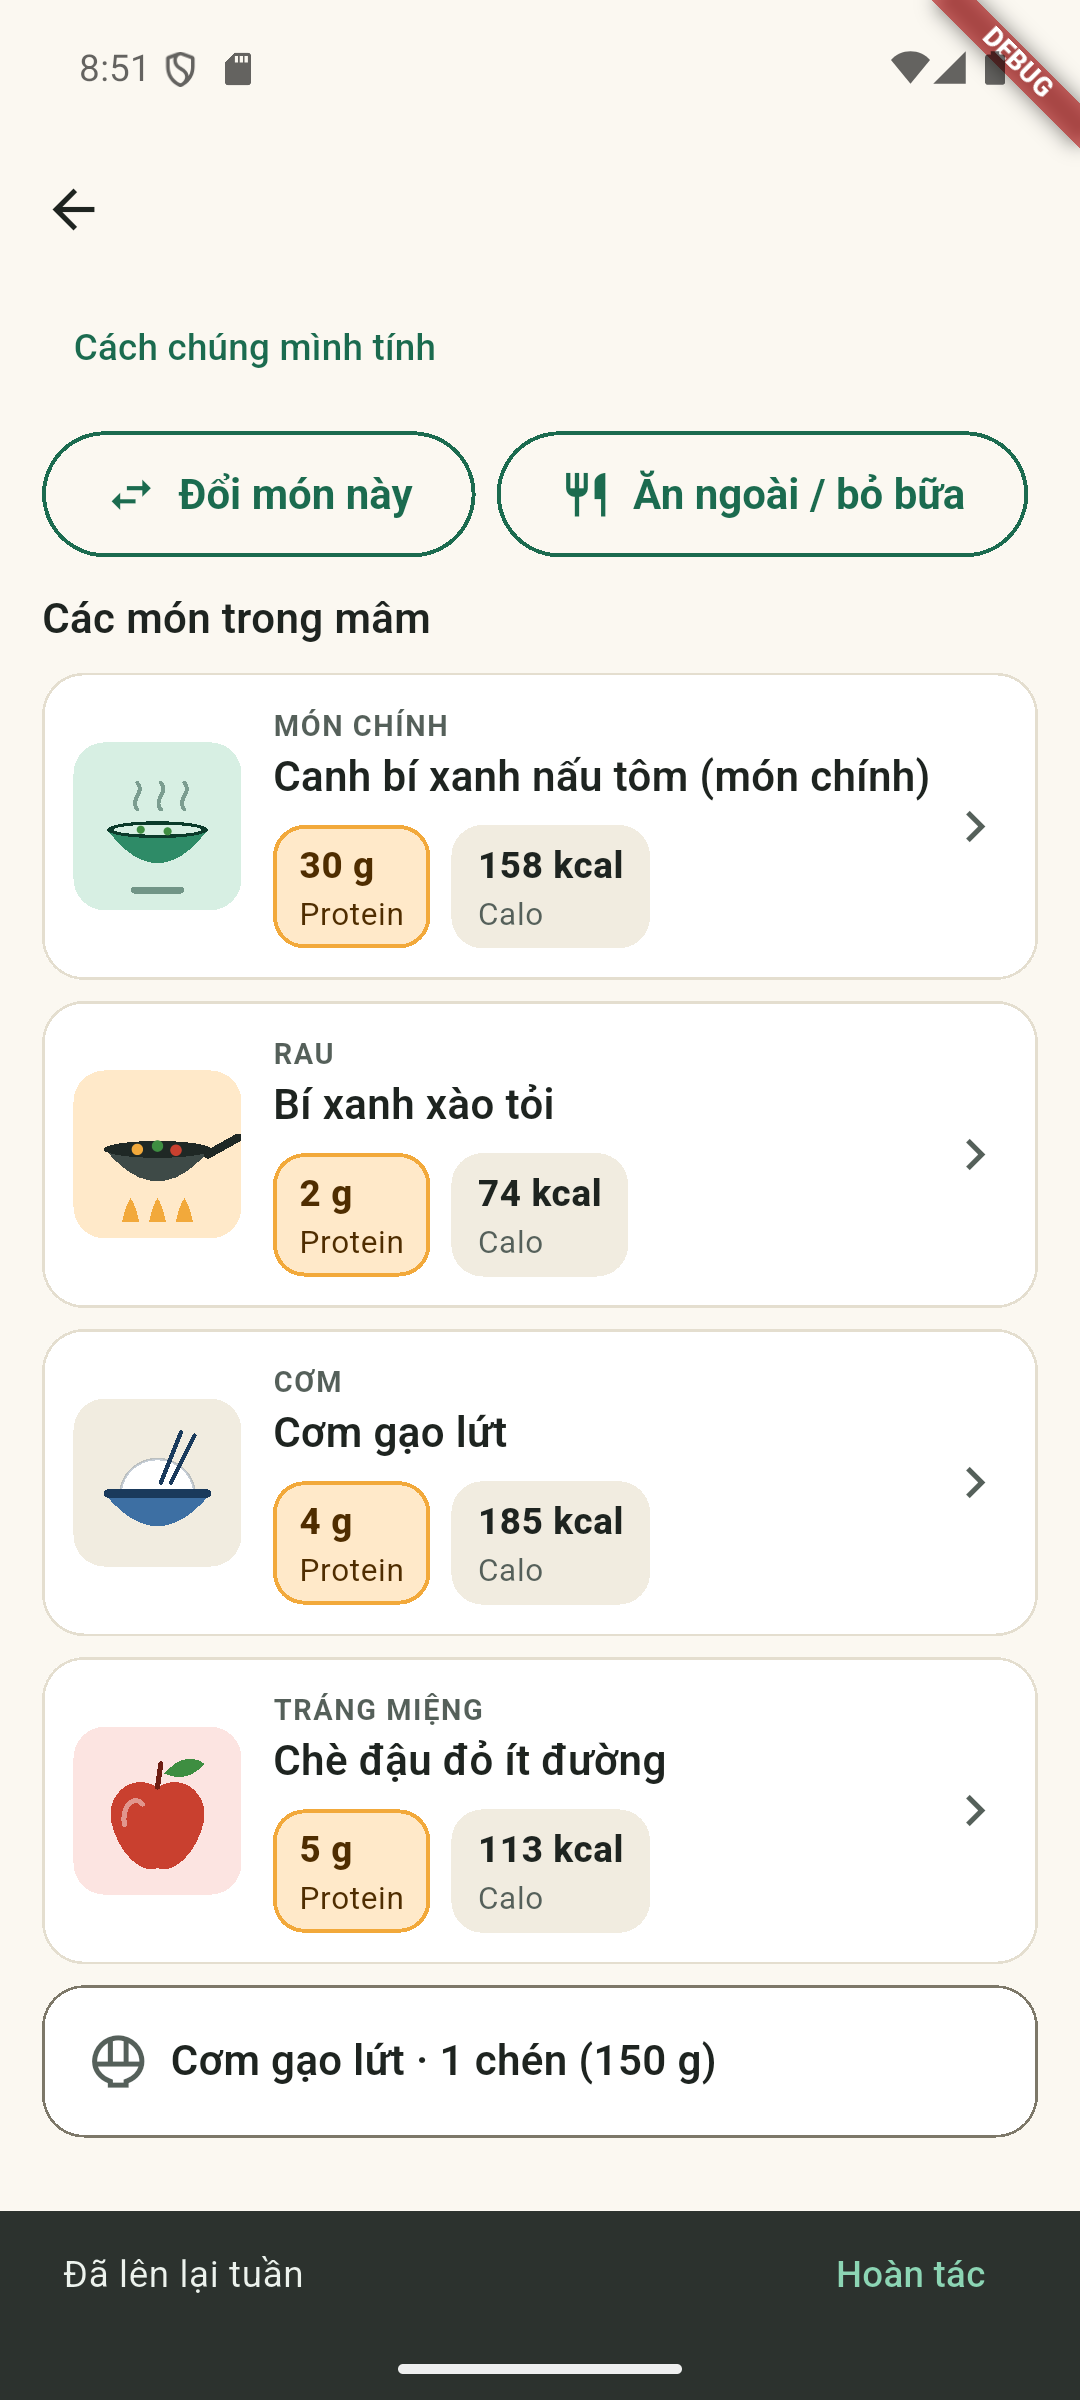 8:51
DEBUG
Cách chúng mình tính
Đổi món này
Ăn ngoài / bỏ bữa
Các món trong mâm
MÓN CHÍNH
Canh bí xanh nấu tôm (món chính)
30 g
Protein
158 kcal
Calo
RAU
Bí xanh xào tỏi
2 g
Protein
74 kcal
Calo
CƠM
Cơm gạo lứt
4 g
Protein
185 kcal
Calo
TRÁNG MIỆNG
Chè đậu đỏ ít đường
5 g
Protein
113 kcal
Calo
Cơm gạo lứt · 1 chén (150 g)
Đã lên lại tuần
Hoàn tác